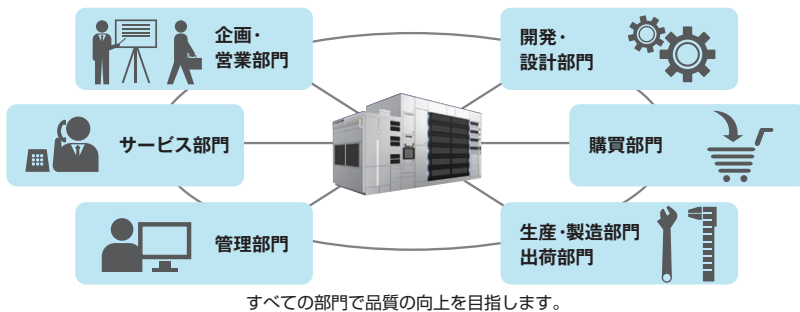 企画・
営業部門
開発・
設計部門
サービス部門
購買部門
管理部門
生産・製造部門
出荷部門
すべての部門で品質の向上を目指します。